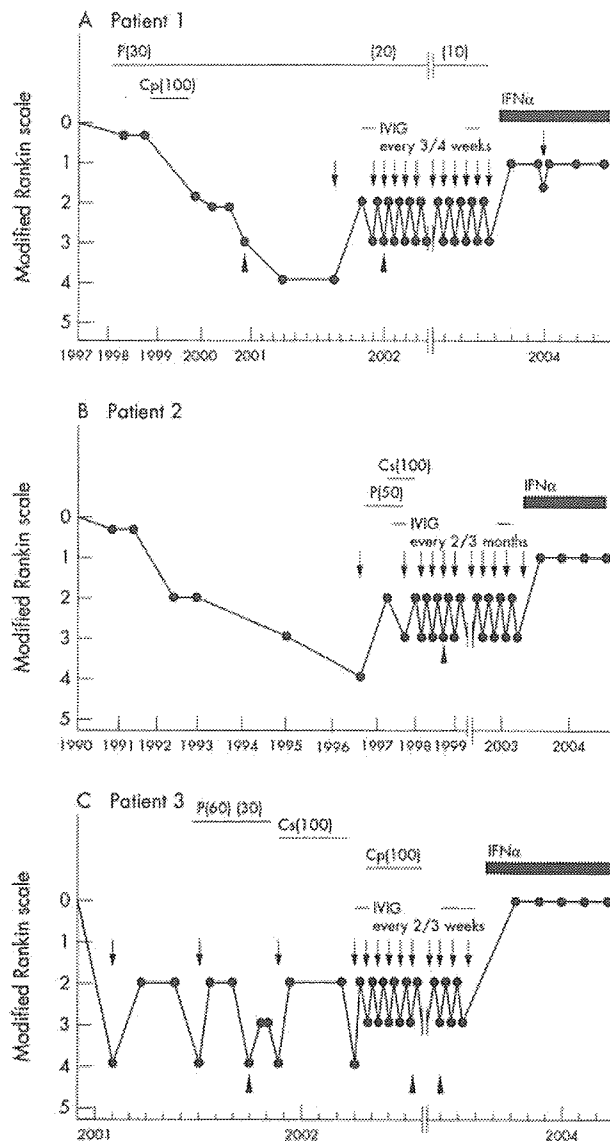 A Patient 1
P(30) (20) (10)
Cp(100)
IFNα
IVIG
every 3/4 weeks
Modified Rankin scale
0
1
2
3
4
5
1997 1998 1999 2000 2001 2002 2004
B Patient 2
Cs(100)
P(50)
IFNα
IVIG
every 2/3 months
Modified Rankin scale
0
1
2
3
4
5
1990 1991 1992 1993 1994 1995 1996 1997 1998 1999 2003 2004
C Patient 3
P(60) (30)
Cs(100)
Cp(100)
IFNα
IVIG
every 2/3 weeks
Modified Rankin scale
0
1
2
3
4
5
2001 2002 2004